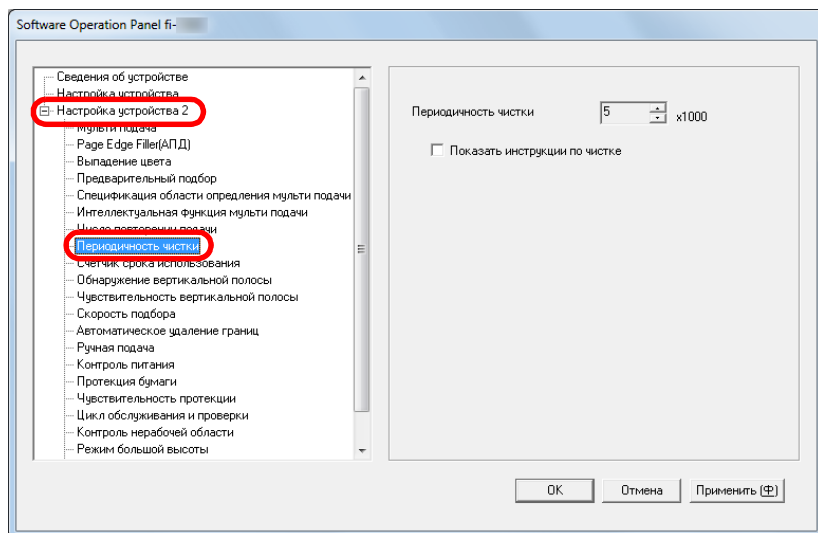 Software Operation Panel fi-
Сведения об устройстве
Настройка устройства
Настройка устройства 2
Мульти подача
Page Edge Filler(АПД)
Выпадение цвета
Предварительный подбор
Спецификация области опредления мульти подачи
Интеллектуальная функция мульти подачи
Число повторении подачи
Периодичность чистки
Счетчик срока использования
Обнаружение вертикальной полосы
Чувствительность вертикальной полосы
Скорость подбора
Автоматическое удаление границ
Ручная подача
Контроль питания
Протекция бумаги
Чувствительность протекции
Цикл обслуживания и проверки
Контроль нерабочей области
Режим большой высоты
Периодичность чистки 5 x1000
Показать инструкции по чистке
OK Отмена Применить (Ф)